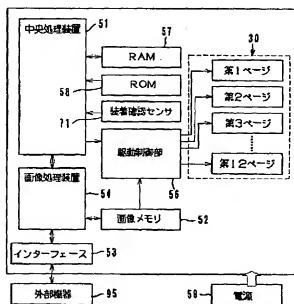 中央処理装置
51
57
RAM
30
ROM
58
装着確認センサ
71
駆動制御部
56
第1ページ
第2ページ
第3ページ
第12ページ
画像処理装置
54
画像メモリ
52
インターフェース
53
外部機器
95
電源
59